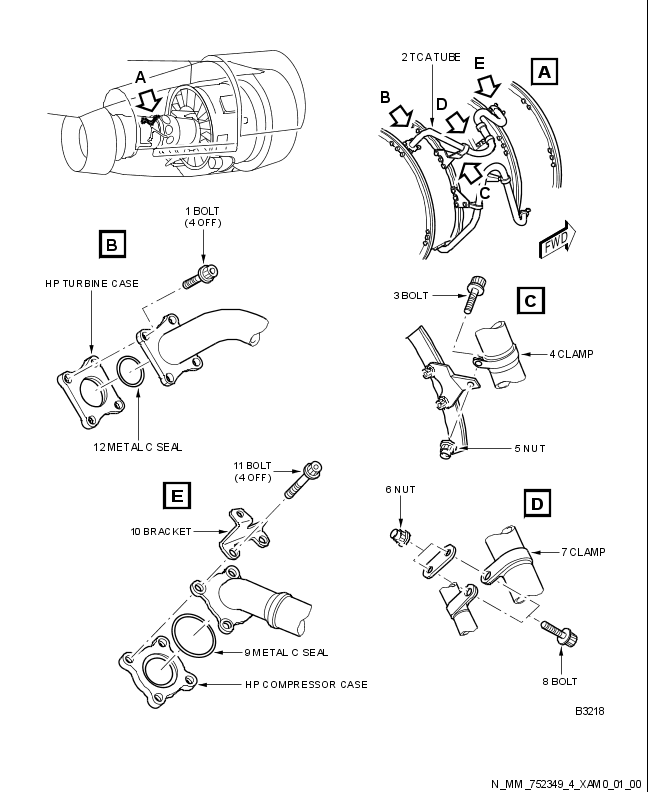 A
2 TCA TUBE
E
A
B
D
C
FWD
1 BOLT
(4 OFF)
B
HP TURBINE CASE
12 METAL C SEAL
3 BOLT
C
4 CLAMP
5 NUT
11 BOLT
(4 OFF)
E
10 BRACKET
9 METAL C SEAL
HP COMPRESSOR CASE
6 NUT
D
7 CLAMP
8 BOLT
B3218
N_MM_752349_4_XAM0_01_00